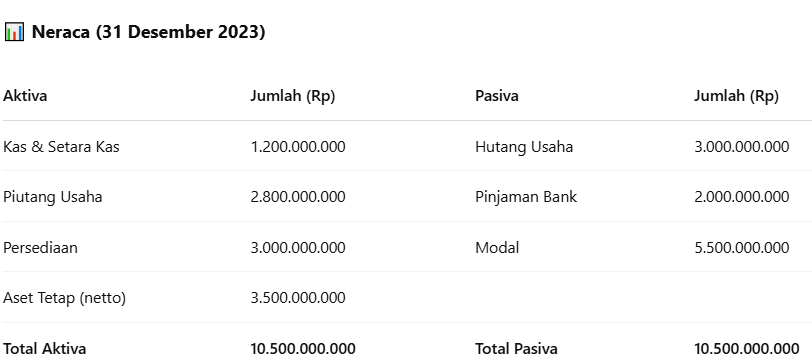 📊 Neraca (31 Desember 2023)
Aktiva Jumlah (Rp) Pasiva Jumlah (Rp)
Kas & Setara Kas 1.200.000.000 Hutang Usaha 3.000.000.000
Piutang Usaha 2.800.000.000 Pinjaman Bank 2.000.000.000
Persediaan 3.000.000.000 Modal 5.500.000.000
Aset Tetap (netto) 3.500.000.000
Total Aktiva 10.500.000.000 Total Pasiva 10.500.000.000